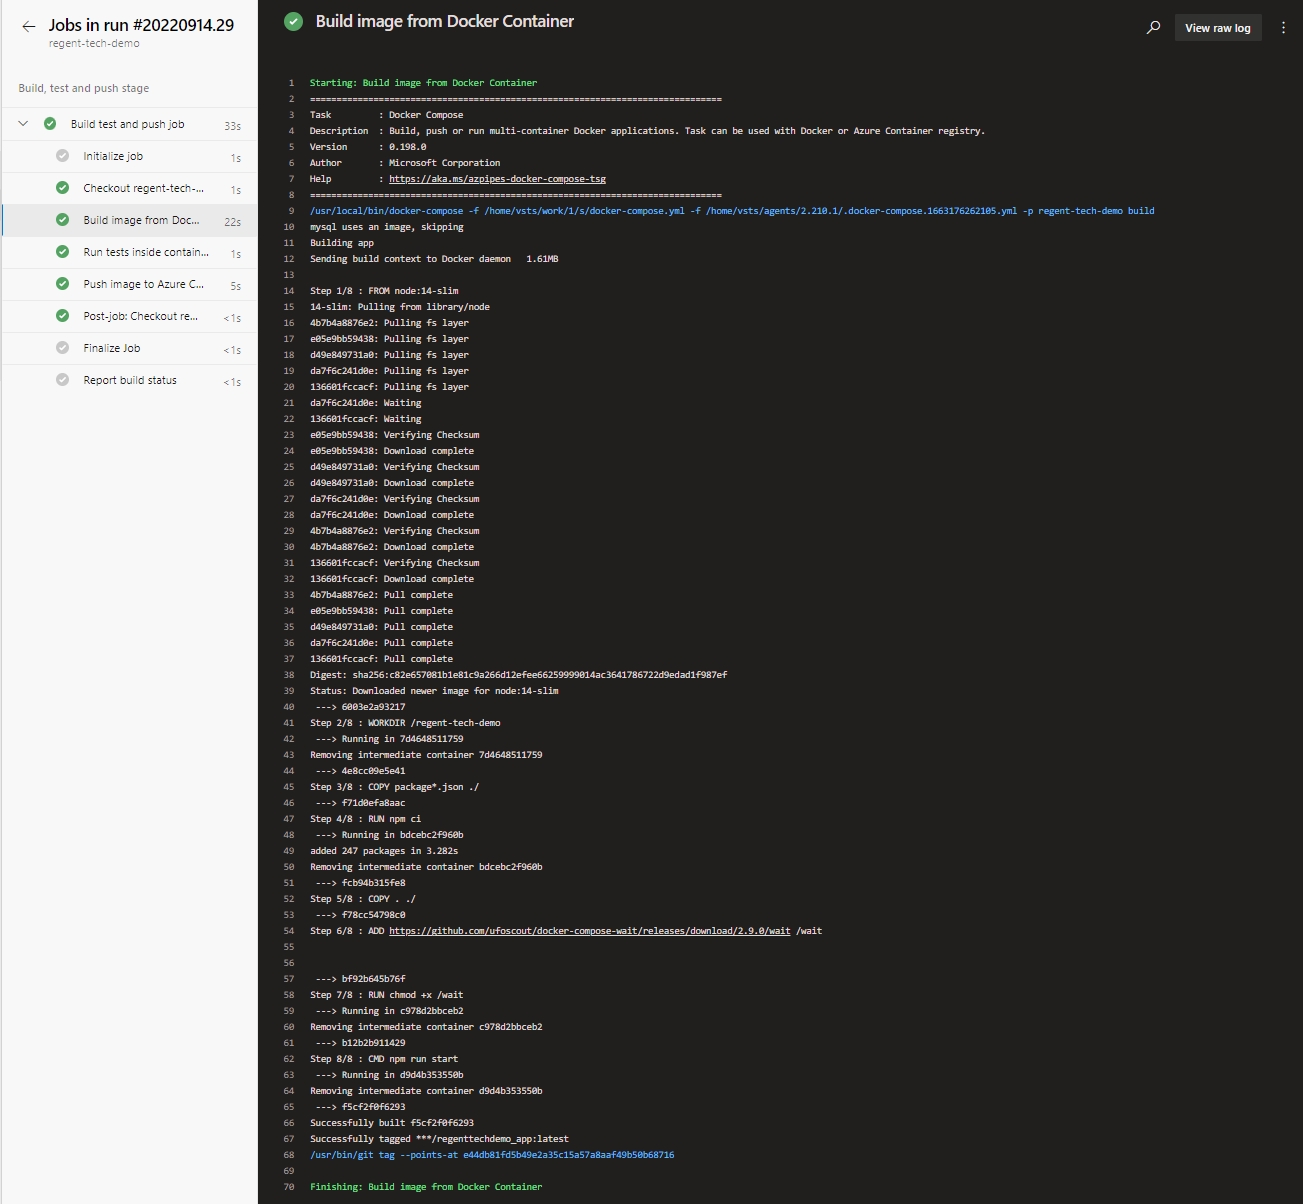 Jobs in run #20220914.29
regent-tech-demo
Build, test and push stage
Build test and push job 33s
Initialize job 1s
Checkout regent-tech-... 1s
Build image from Doc... 22s
Run tests inside contain... 1s
Push image to Azure C... 5s
Post-job: Checkout re... <1s
Finalize Job <1s
Report build status <1s
Build image from Docker Container
View raw log
1 Starting: Build image from Docker Container
2 ==============================================================================
3 Task         : Docker Compose
4 Description  : Build, push or run multi-container Docker applications. Task can be used with Docker or Azure Container registry.
5 Version      : 0.198.0
6 Author       : Microsoft Corporation
7 Help         : https://aka.ms/azpipes-docker-compose-tsg
8 ==============================================================================
9 /usr/local/bin/docker-compose -f /home/vsts/work/1/s/docker-compose.yml -f /home/vsts/agents/2.210.1/.docker-compose.1663176262105.yml -p regent-tech-demo build
10 mysql uses an image, skipping
11 Building app
12 Sending build context to Docker daemon   1.61MB
13
14 Step 1/8 : FROM node:14-slim
15 14-slim: Pulling from library/node
16 4b7b4a8876e2: Pulling fs layer
17 e05e9bb59438: Pulling fs layer
18 d49e849731a0: Pulling fs layer
19 da7f6c241d0e: Pulling fs layer
20 136601fccacf: Pulling fs layer
21 da7f6c241d0e: Waiting
22 136601fccacf: Waiting
23 e05e9bb59438: Verifying Checksum
24 e05e9bb59438: Download complete
25 d49e849731a0: Verifying Checksum
26 d49e849731a0: Download complete
27 da7f6c241d0e: Verifying Checksum
28 da7f6c241d0e: Download complete
29 4b7b4a8876e2: Verifying Checksum
30 4b7b4a8876e2: Download complete
31 136601fccacf: Verifying Checksum
32 136601fccacf: Download complete
33 4b7b4a8876e2: Pull complete
34 e05e9bb59438: Pull complete
35 d49e849731a0: Pull complete
36 da7f6c241d0e: Pull complete
37 136601fccacf: Pull complete
38 Digest: sha256:c82e657081b1e81c9a266d12efee66259999014ac3641786722d9edad1f987ef
39 Status: Downloaded newer image for node:14-slim
40  ---> 6003e2a93217
41 Step 2/8 : WORKDIR /regent-tech-demo
42  ---> Running in 7d4648511759
43 Removing intermediate container 7d4648511759
44  ---> 4e8cc09e5e41
45 Step 3/8 : COPY package*.json ./
46  ---> f71d0efa8aac
47 Step 4/8 : RUN npm ci
48  ---> Running in bdcebc2f960b
49 added 247 packages in 3.282s
50 Removing intermediate container bdcebc2f960b
51  ---> fcb94b315fe8
52 Step 5/8 : COPY . ./
53  ---> f78cc54798c0
54 Step 6/8 : ADD https://github.com/ufoscout/docker-compose-wait/releases/download/2.9.0/wait /wait
55
56
57  ---> bf92b645b76f
58 Step 7/8 : RUN chmod +x /wait
59  ---> Running in c978d2bbceb2
60 Removing intermediate container c978d2bbceb2
61  ---> b12b2b911429
62 Step 8/8 : CMD npm run start
63  ---> Running in d9d4b353550b
64 Removing intermediate container d9d4b353550b
65  ---> f5cf2f0f6293
66 Successfully built f5cf2f0f6293
67 Successfully tagged ***/regenttechdemo_app:latest
68 /usr/bin/git tag --points-at e44db81fd5b49e2a35c15a57a8aaf49b50b68716
69
70 Finishing: Build image from Docker Container